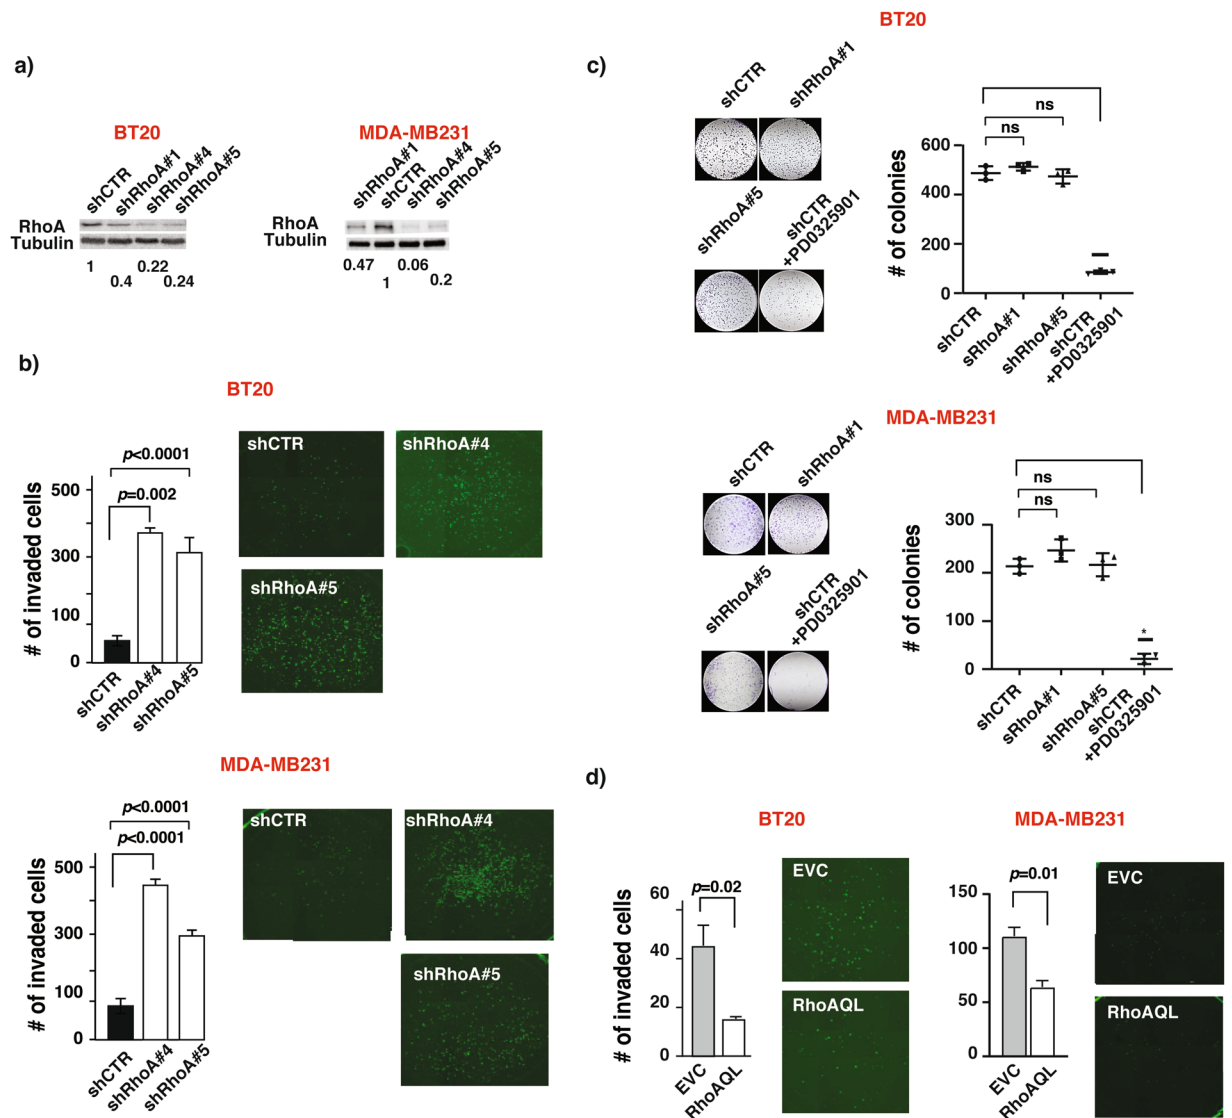 a)
BT20
shCTR
shRhoA#1
shRhoA#4
shRhoA#5
RhoA
Tubulin
1
0.4
0.22
0.24
MDA-MB231
shRhoA#1
shCTR
shRhoA#4
shRhoA#5
RhoA
Tubulin
0.47
1
0.06
0.2
b)
BT20
# of invaded cells
500
300
100
0
p<0.0001
p=0.002
shCTR
shRhoA#4
shRhoA#5
shCTR
shRhoA#4
shRhoA#5
MDA-MB231
# of invaded cells
500
300
100
0
p<0.0001
p<0.0001
shCTR
shRhoA#4
shRhoA#5
shCTR
shRhoA#4
shRhoA#5
c)
BT20
shCTR
shRhoA#1
shRhoA#5
shCTR
+PD0325901
# of colonies
600
400
200
0
ns
ns
shCTR
sRhoA#1
shRhoA#5
shCTR
+PD0325901
MDA-MB231
shCTR
shRhoA#1
shRhoA#5
shCTR
+PD0325901
# of colonies
300
200
100
0
ns
ns
*
shCTR
sRhoA#1
shRhoA#5
shCTR
+PD0325901
d)
BT20
# of invaded cells
60
40
20
0
p=0.02
EVC
RhoAQL
EVC
RhoAQL
MDA-MB231
150
100
50
0
p=0.01
EVC
RhoAQL
EVC
RhoAQL